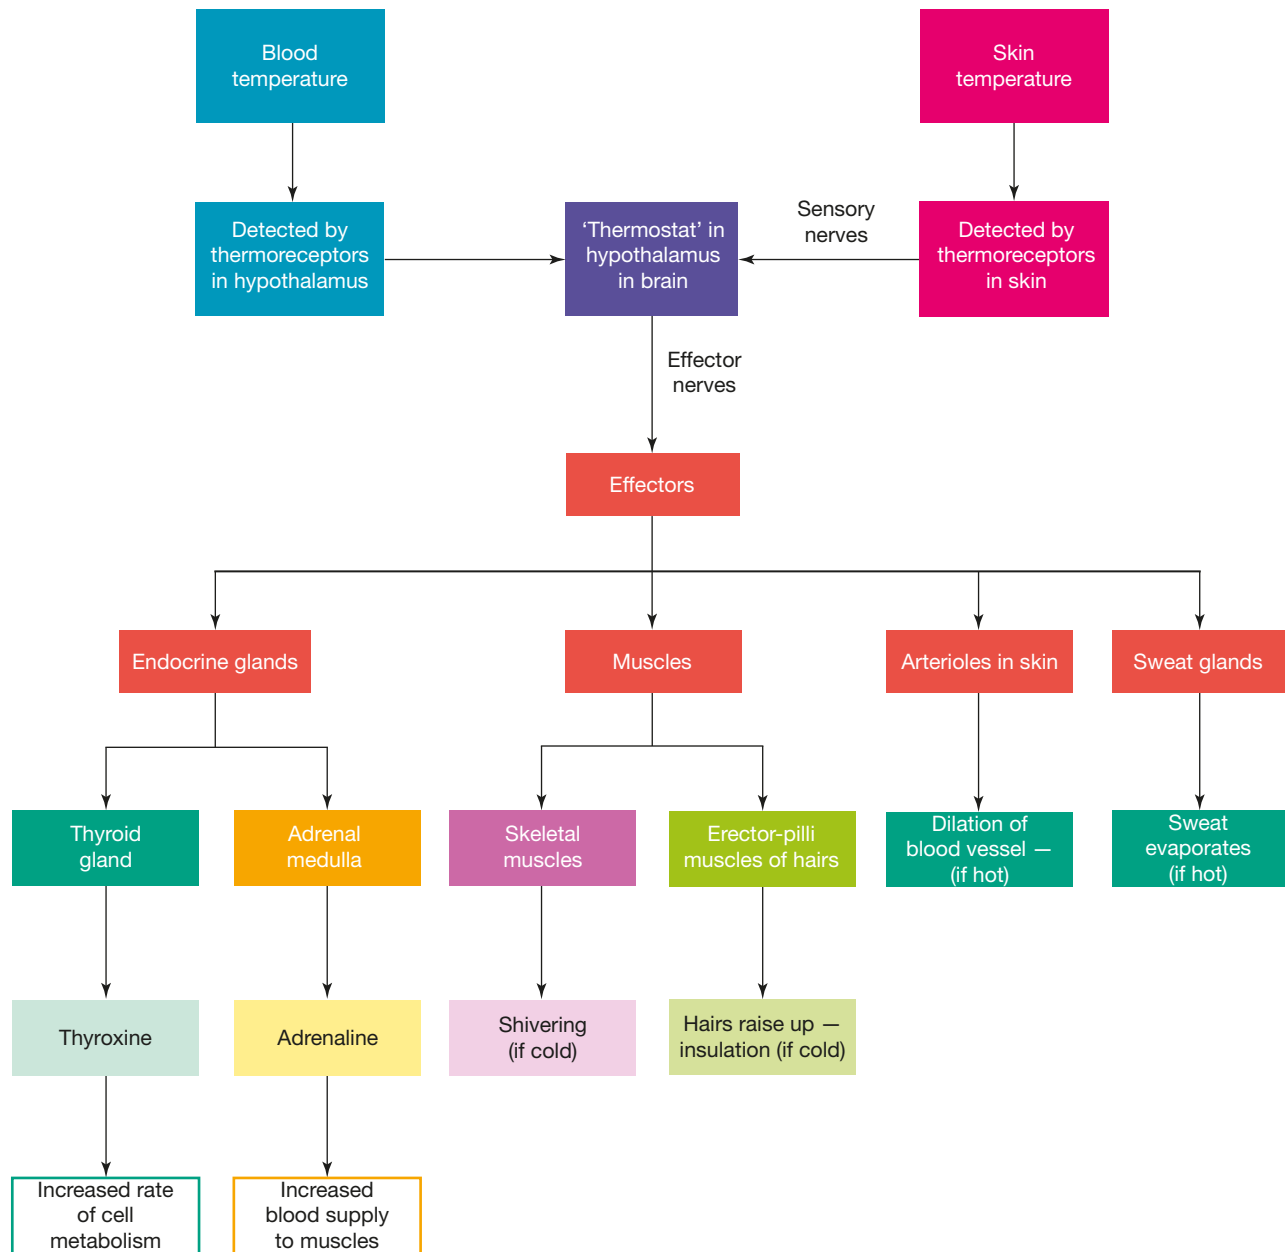 Blood
temperature
Skin
temperature
Detected by
thermoreceptors
in hypothalamus
‘Thermostat’ in
hypothalamus
in brain
Sensory
nerves
Detected by
thermoreceptors
in skin
Effector
nerves
Effectors
Endocrine glands
Muscles
Arterioles in skin
Sweat glands
Thyroid
gland
Adrenal
medulla
Skeletal
muscles
Erector-pilli
muscles of hairs
Dilation of
blood vessel —
(if hot)
Sweat
evaporates
(if hot)
Thyroxine
Adrenaline
Shivering
(if cold)
Hairs raise up —
insulation (if cold)
Increased rate
of cell
metabolism
Increased
blood supply
to muscles